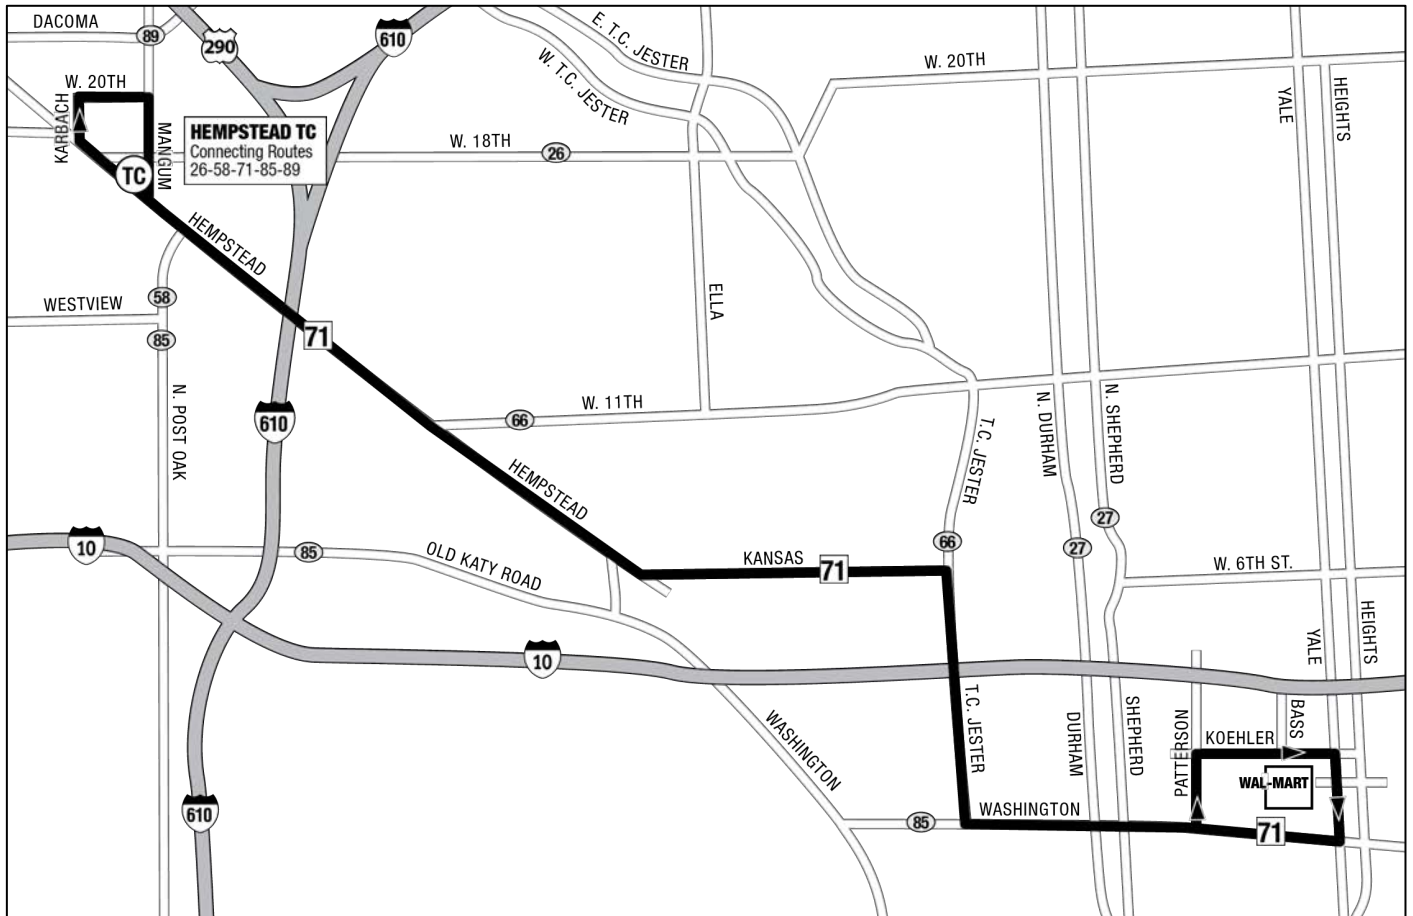 DACOMA
89
290
610
E. T.C. JESTER
W. T.C. JESTER
W. 20TH
W. 20TH
KARBACH
MANGUM
HEMPSTEAD TC
Connecting Routes
26-58-71-85-89
TC
W. 18TH
26
YALE
HEIGHTS
HEMPSTEAD
58
WESTVIEW
85
71
ELLA
N. POST OAK
610
66
W. 11TH
T.C. JESTER
N. DURHAM
N. SHEPHERD
HEMPSTEAD
27
27
66
10
85
OLD KATY ROAD
KANSAS
71
W. 6TH ST.
YALE
HEIGHTS
10
T.C. JESTER
WASHINGTON
DURHAM
SHEPHERD
PATTERSON
KOEHLER
BASS
WAL-MART
610
85
WASHINGTON
71